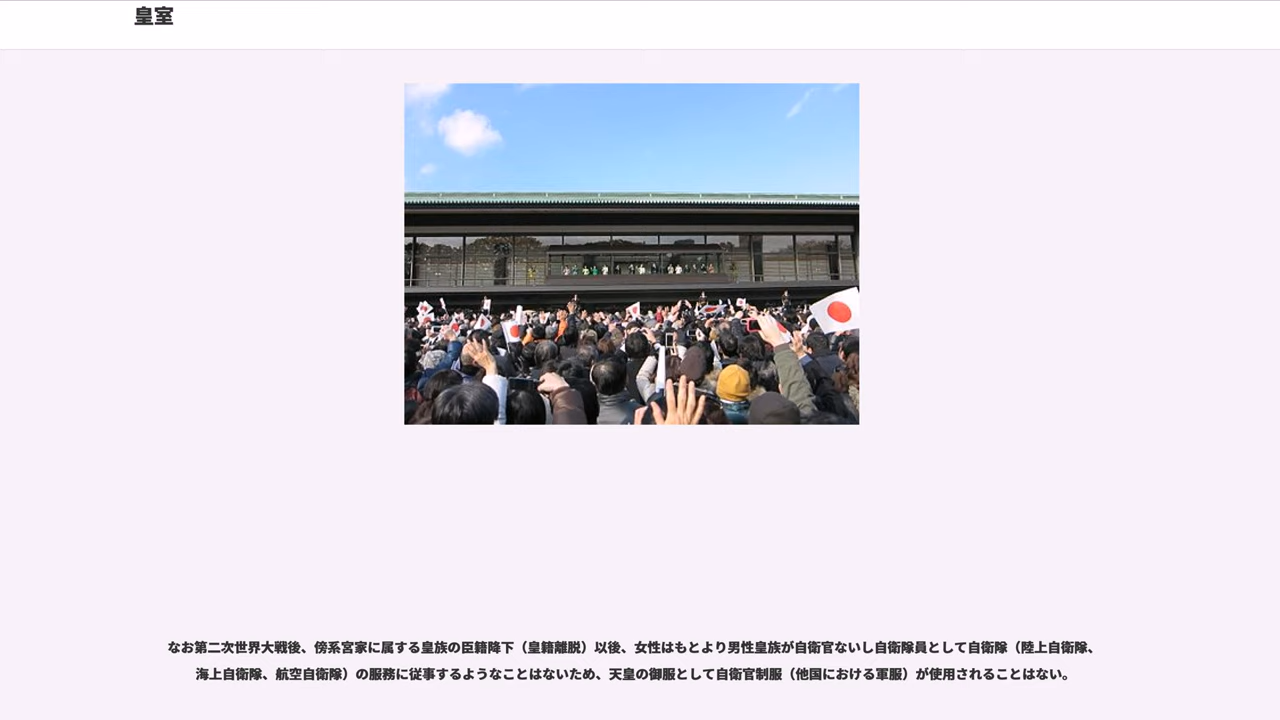 皇室
なお第二次世界大戦後、傍系宮家に属する皇族の臣籍降下（皇籍離脱）以後、女性はもとより男性皇族が自衛官ないし自衛隊員として自衛隊（陸上自衛隊、
海上自衛隊、航空自衛隊）の服務に従事するようなことはないため、天皇の御服として自衛官制服（他国における軍服）が使用されることはない。